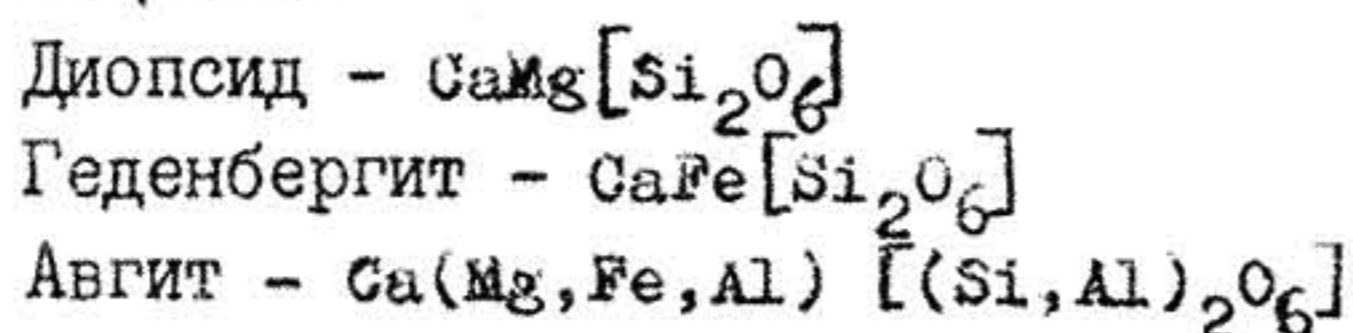 Диопсид - CaMg[Si₂O₆]
Геденбергит - CaFe[Si₂O₆]
Авгит - Ca(Mg,Fe,Al) [(Si,Al)₂O₆]